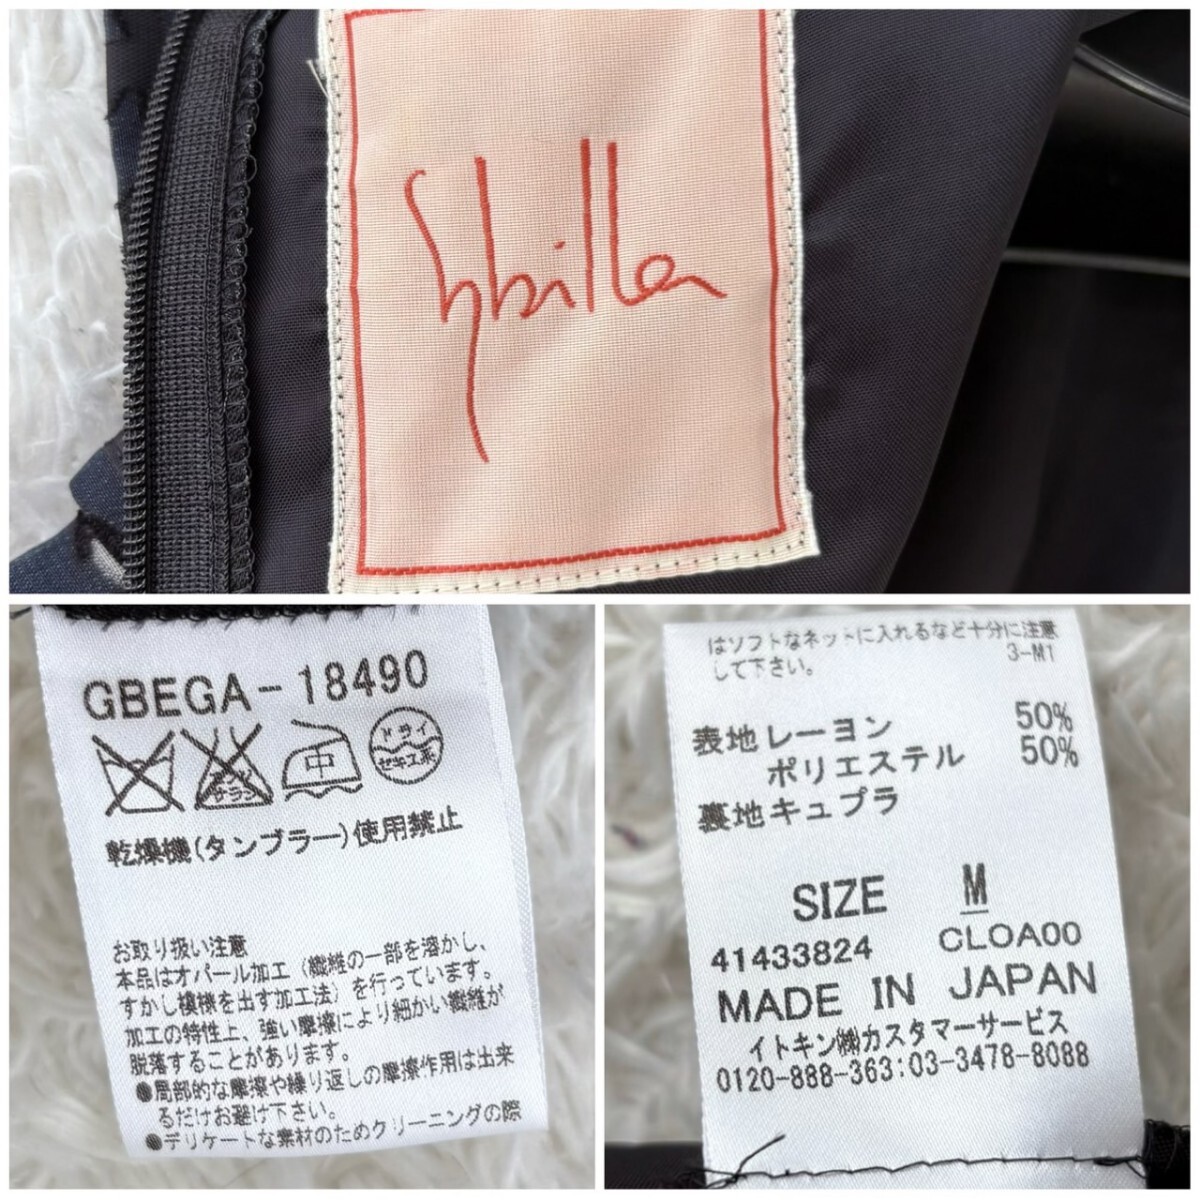 Sybilla
GBEGA-18490
エンソ
サラシ
中
ドライ
セキユ系
乾燥機(タンブラー)使用禁止
お取り扱い注意
本品はオパール加工(繊維の一部を溶かし、
すかし模様を出す加工法)を行っています。
加工の特性上、強い摩擦により細かい繊維が
脱落することがあります。
●局部的な摩擦や繰り返しの摩擦作用は出来
るだけお避け下さい。
●デリケートな素材のためクリーニングの際
はソフトなネットに入れるなど十分に注意
して下さい。
3-M1
表地レーヨン 50%
ポリエステル 50%
裏地キュプラ
SIZE M
41433824 CLOA00
MADE IN JAPAN
イトキン㈱カスタマーサービス
0120-888-363:03-3478-8088